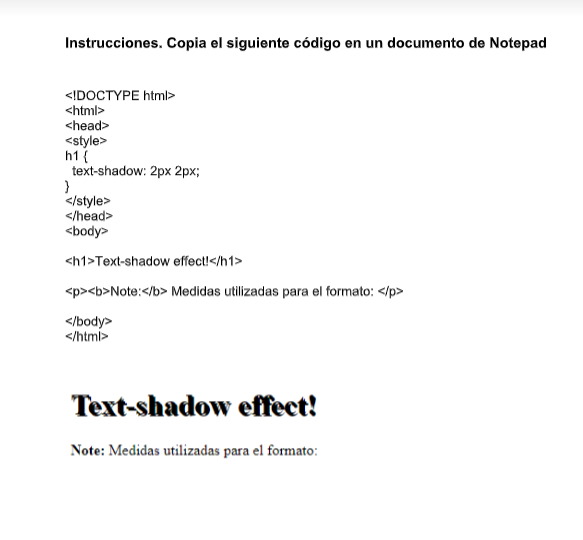 Instrucciones. Copia el siguiente código en un documento de Notepad
<!DOCTYPE html>
<html>
<head>
<style>
h1 {
  text-shadow: 2px 2px;
}
</style>
</head>
<body>
<h1>Text-shadow effect!</h1>
<p><b>Note:</b> Medidas utilizadas para el formato: </p>
</body>
</html>
Text-shadow effect!
Note: Medidas utilizadas para el formato: